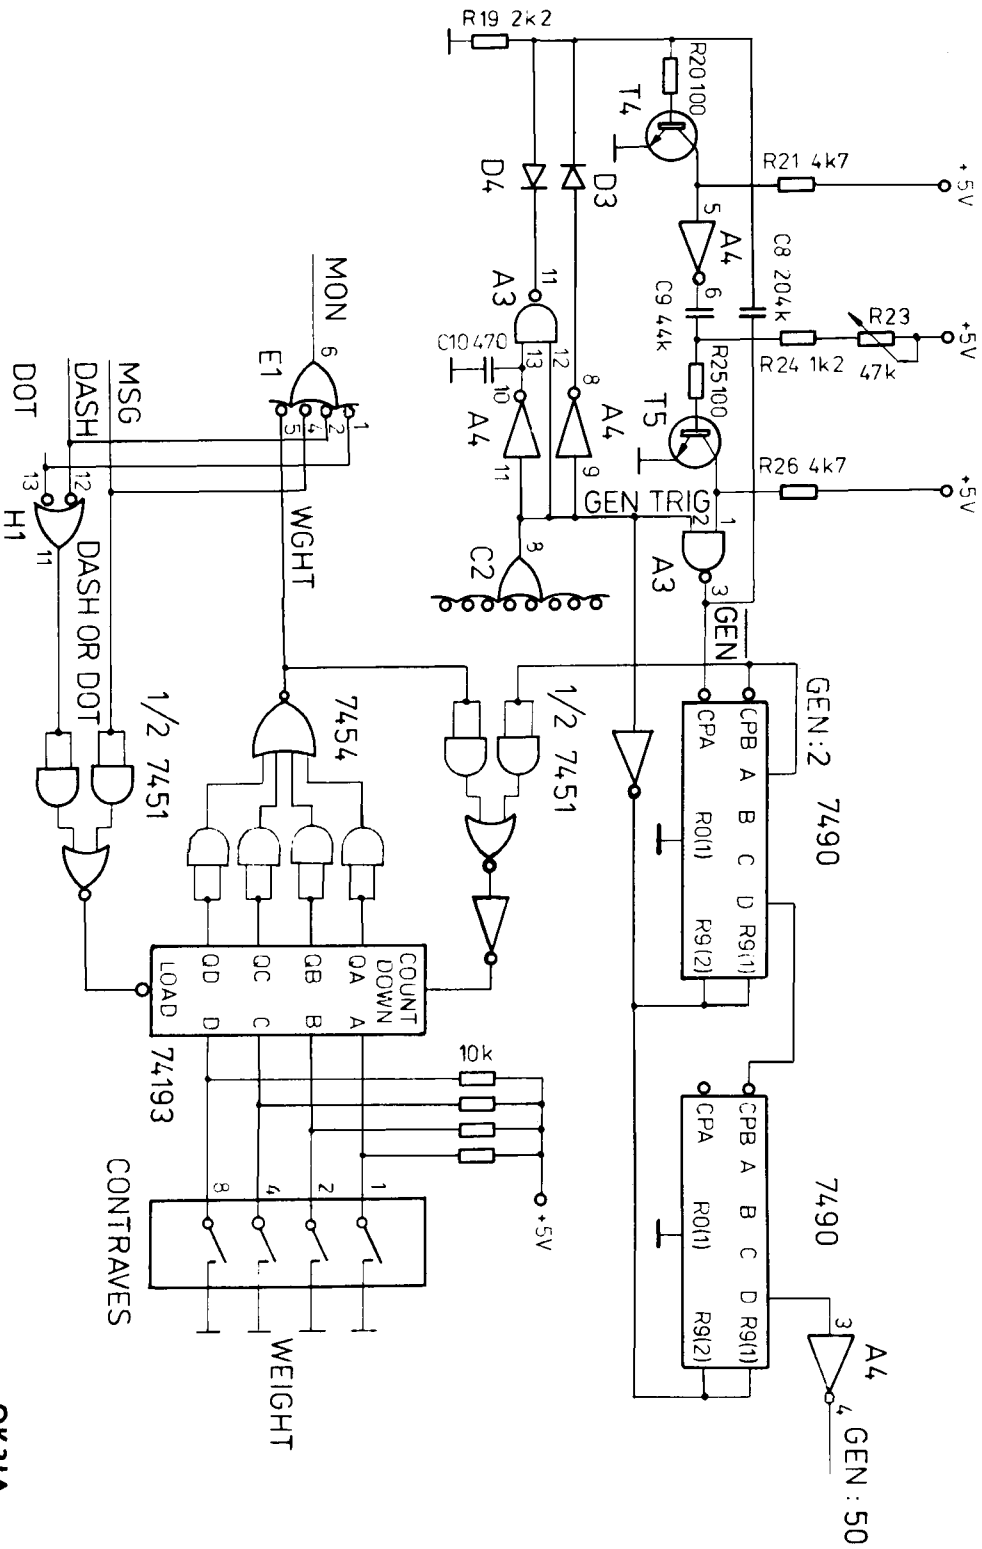 R19 2k2
R20 100
T4
R21 4k7
+5V
D4
D3
5
A4
6
C8 204k
C9 44k
R23
47k
+5V
R24 1k2
R25 100
T5
R26 4k7
+5V
11
A3
12
13
C10 470
10
A4
11
8
A4
9
GEN TRIG
2
1
A3
3
GEN
MON
6
E1
1
2
4
5
MSG
DASH
DOT
12
13
H1
11
WGHT
DASH OR DOT
8
C2
GEN:2
CPB A B C D R9(1)
CPA R0(1) R9(2)
7490
1/2 7451
7454
1/2 7451
COUNT
DOWN
QA A
QB B
QC C
QD D
LOAD
74193
10k
+5V
1
2
4
8
CONTRAVES
WEIGHT
CPB A B C D R9(1)
CPA R0(1) R9(2)
7490
3
A4
4
GEN:50